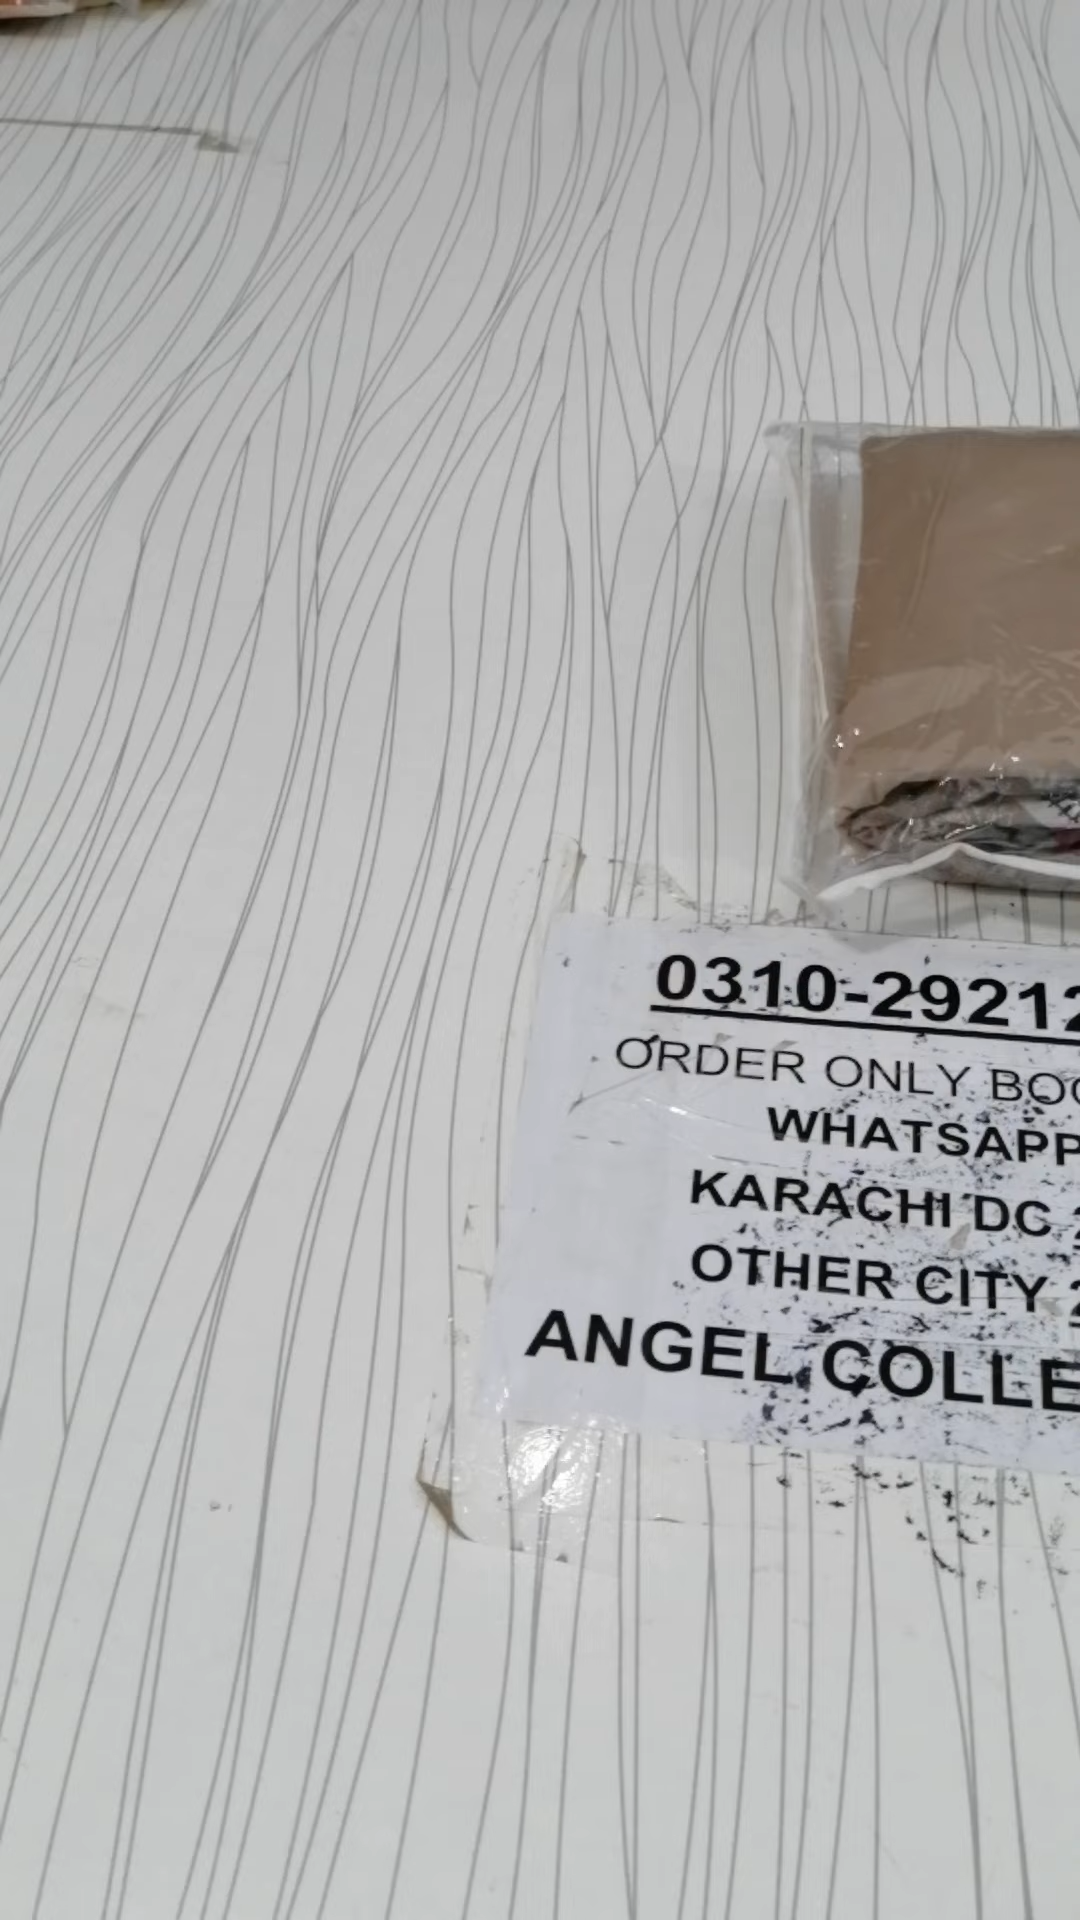 0310-29212
ORDER ONLY BOO
WHATSAPP
KARACHI DC
OTHER CITY
ANGEL COLLE